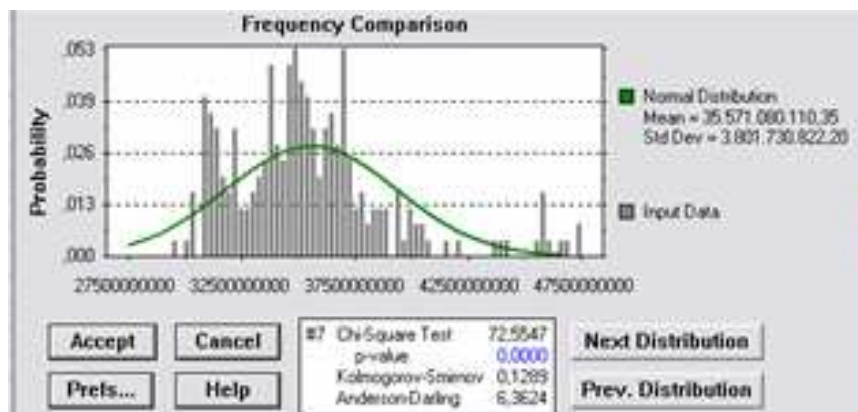 Frequency Comparison
Probability
.053
.039
.026
.013
.000
27500000000 32500000000 37500000000 42500000000 47500000000
Normal Distribution
Mean = 35.571.080.110,35
Std Dev = 3.801.730.822,20
Input Data
Accept
Cancel
Prefs...
Help
#7 Chi-Square Test 72,5547
p-value 0,0000
Kolmogorov-Smirnov 0,1289
Anderson-Darling 6,3624
Next Distribution
Prev. Distribution